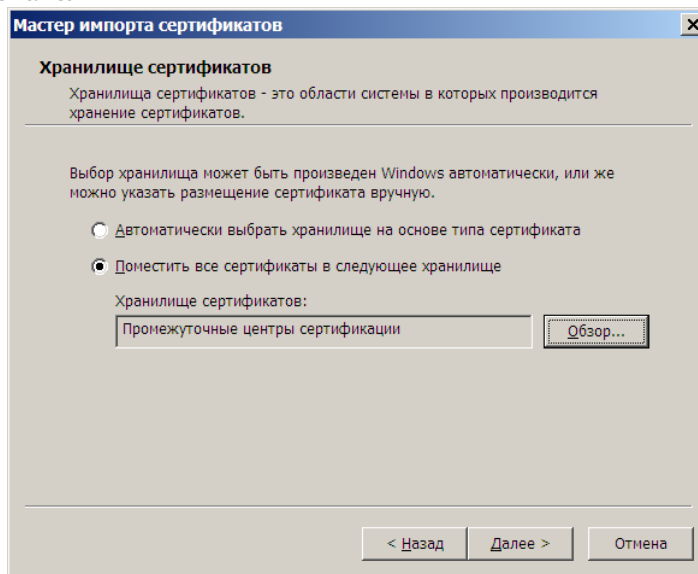 Мастер импорта сертификатов
Хранилище сертификатов
Хранилища сертификатов - это области системы в которых производится
хранение сертификатов.
Выбор хранилища может быть произведен Windows автоматически, или же
можно указать размещение сертификата вручную.
Автоматически выбрать хранилище на основе типа сертификата
Поместить все сертификаты в следующее хранилище
Хранилище сертификатов:
Промежуточные центры сертификации
Обзор...
< Назад
Далее >
Отмена